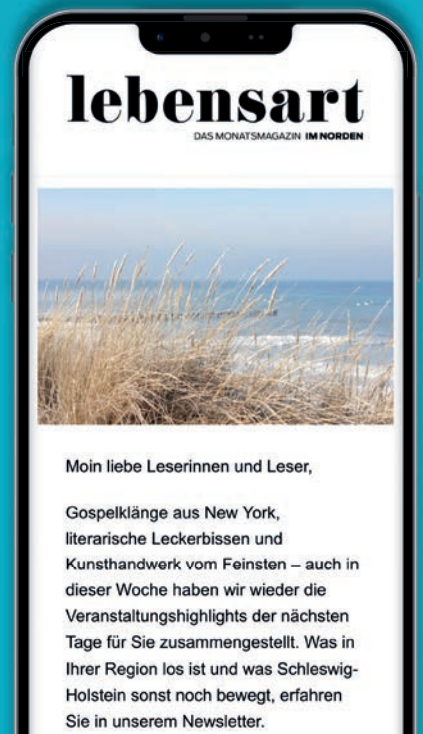 lebensart
DAS MONATSMAGAZIN IM NORDEN
Moin liebe Leserinnen und Leser,
Gospelklänge aus New York,
literarische Leckerbissen und
Kunsthandwerk vom Feinsten – auch in
dieser Woche haben wir wieder die
Veranstaltungshighlights der nächsten
Tage für Sie zusammengestellt. Was in
Ihrer Region los ist und was Schleswig-
Holstein sonst noch bewegt, erfahren
Sie in unserem Newsletter.